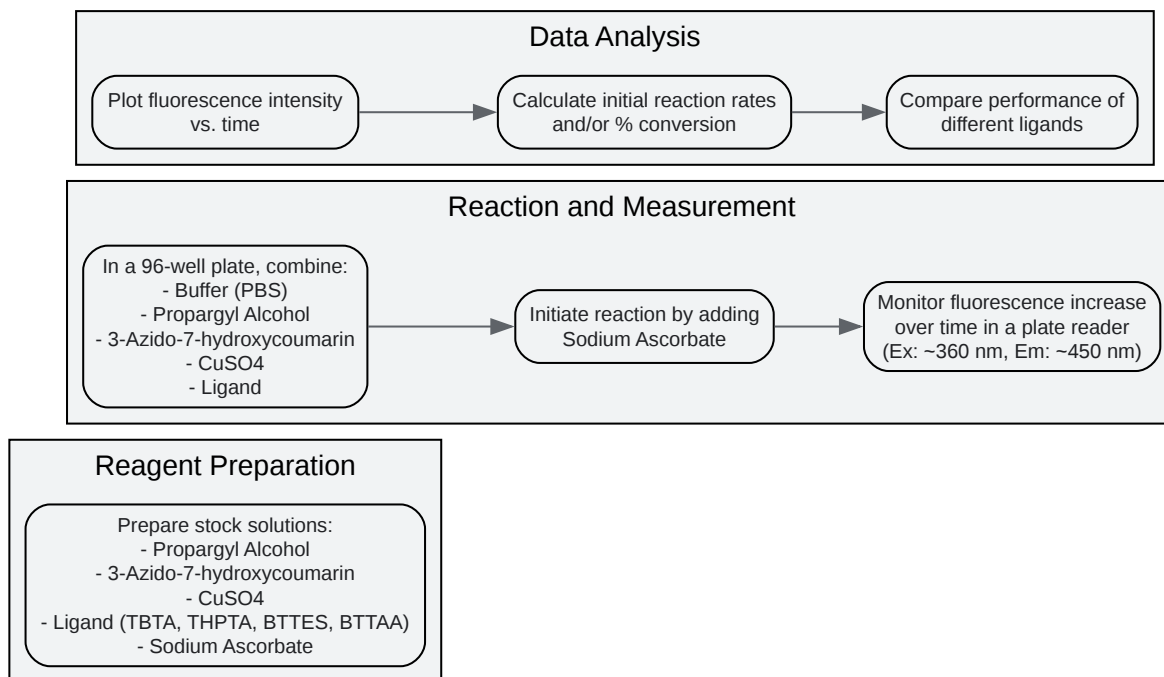 Data Analysis
Plot fluorescence intensity
vs. time
Calculate initial reaction rates
and/or % conversion
Compare performance of
different ligands
Reaction and Measurement
In a 96-well plate, combine:
- Buffer (PBS)
- Propargyl Alcohol
- 3-Azido-7-hydroxycoumarin
- CuSO4
- Ligand
Initiate reaction by adding
Sodium Ascorbate
Monitor fluorescence increase
over time in a plate reader
(Ex: ~360 nm, Em: ~450 nm)
Reagent Preparation
Prepare stock solutions:
- Propargyl Alcohol
- 3-Azido-7-hydroxycoumarin
- CuSO4
- Ligand (TBTA, THPTA, BTTES, BTTAA)
- Sodium Ascorbate